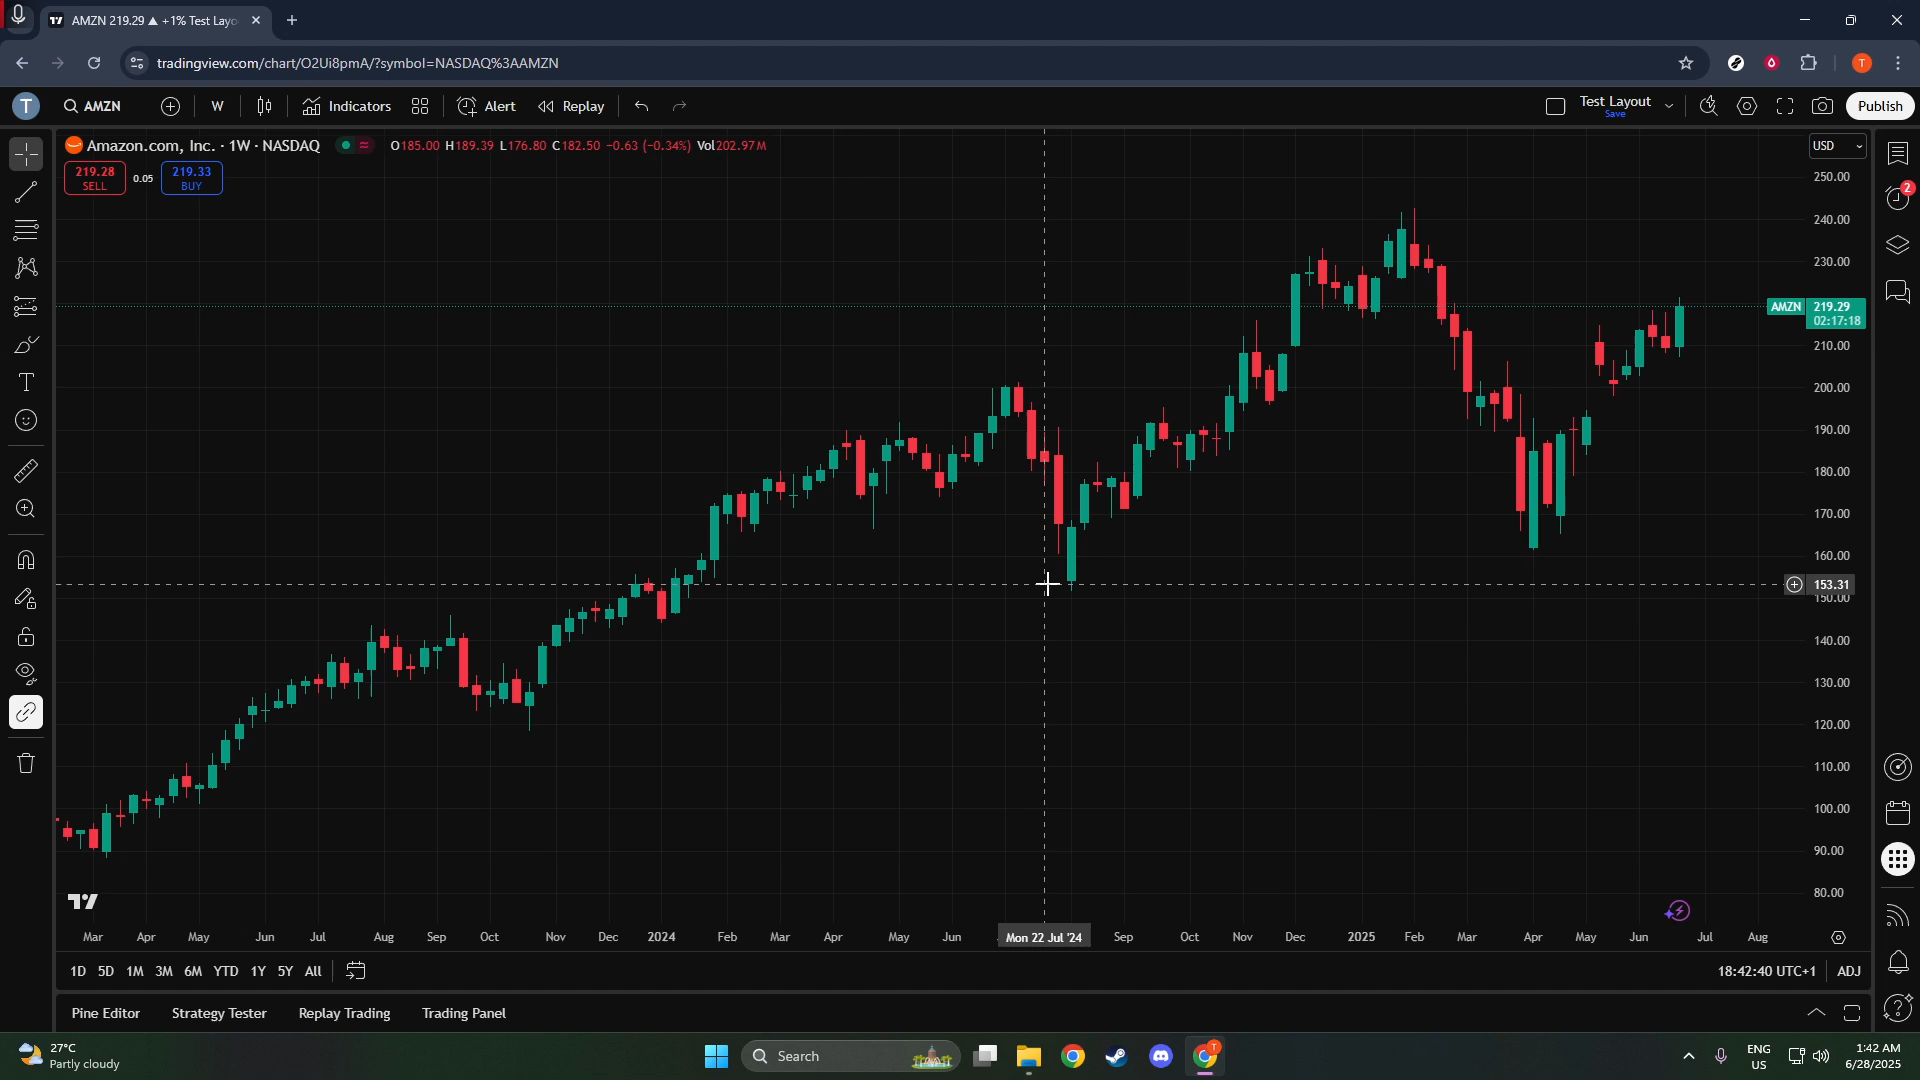 AMZN 219.29 ▲ +1% Test Layo
tradingview.com/chart/O2Ui8pmA/?symbol=NASDAQ%3AAMZN
T
T
AMZN
W
Indicators
Alert
Replay
Test Layout
Save
Publish
Amazon.com, Inc. · 1W · NASDAQ
O185.00 H189.39 L176.80 C182.50 −0.63 (−0.34%) Vol202.97M
USD
219.28
SELL
0.05
219.33
BUY
2
250.00
240.00
230.00
AMZN 219.29
02:17:18
210.00
200.00
190.00
180.00
170.00
160.00
153.31
150.00
140.00
130.00
120.00
110.00
100.00
90.00
80.00
Mar Apr May Jun Jul Aug Sep Oct Nov Dec 2024 Feb Mar Apr May Jun Mon 22 Jul '24 Sep Oct Nov Dec 2025 Feb Mar Apr May Jun Jul Aug
1D 5D 1M 3M 6M YTD 1Y 5Y All
18:42:40 UTC+1 ADJ
Pine Editor Strategy Tester Replay Trading Trading Panel
27°C
Partly cloudy
Search
T
ENG
US
1:42 AM
6/28/2025